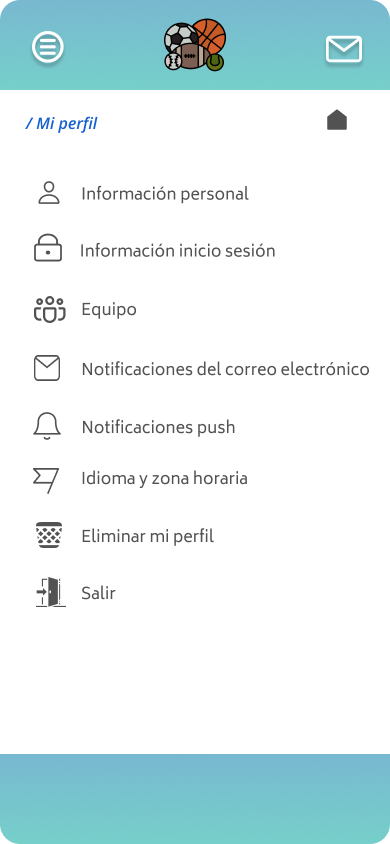 / Mi perfil
Información personal
Información inicio sesión
Equipo
Notificaciones del correo electrónico
Notificaciones push
Idioma y zona horaria
Eliminar mi perfil
Salir